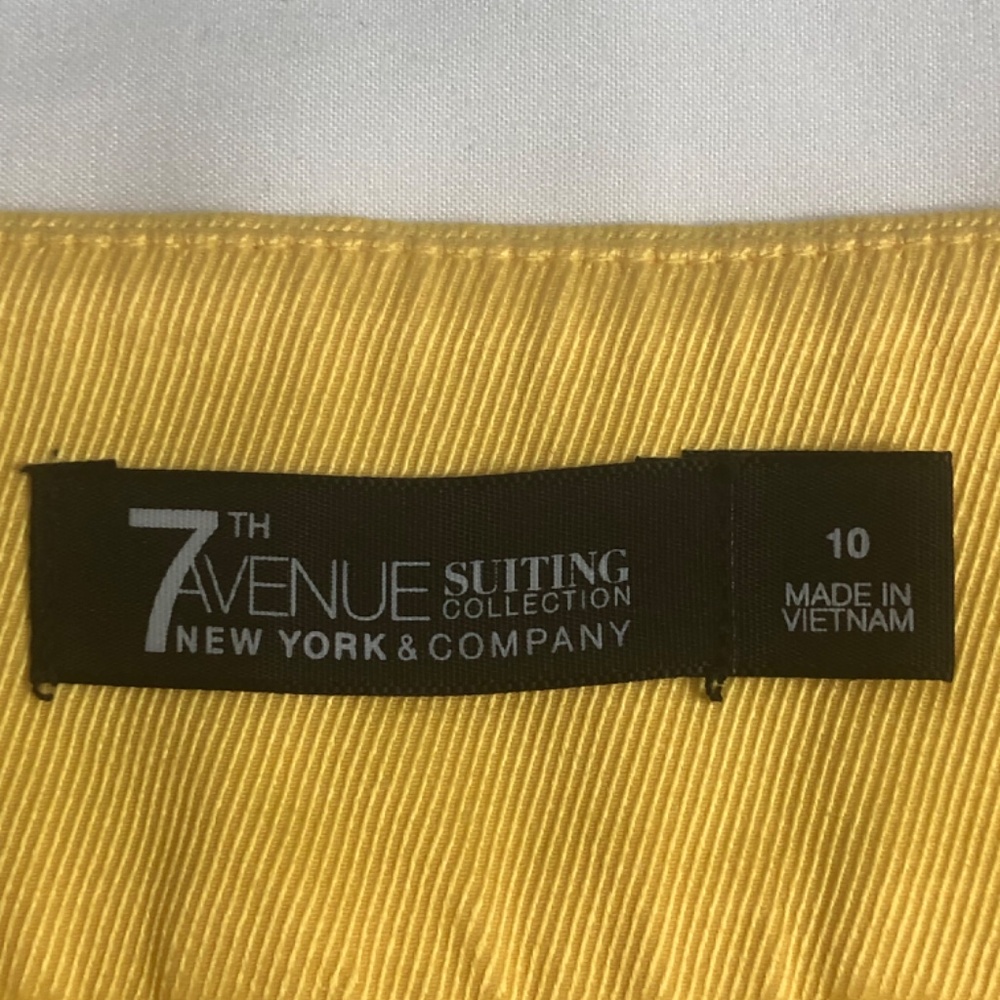 7TH
AVENUE SUITING
COLLECTION
NEW YORK & COMPANY
10
MADE IN
VIETNAM